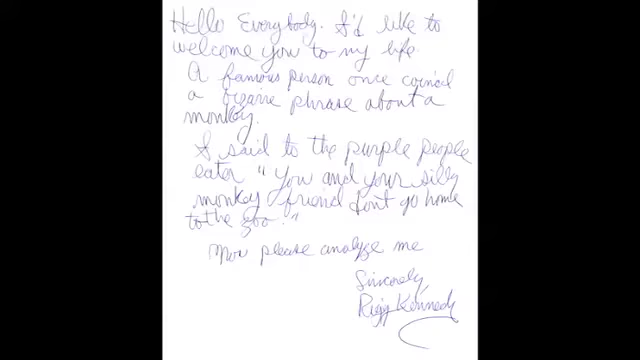 Hello Everybody. I'd like to
welcome you to my life.
A famous person once coin'd
a bizarre phrase about a
monkey.
I said to the purple people
eater "You and your silly
monkey friend don't go home
to the zoo."
Now please analyze me
Sincerely,
Rigg Kennedy